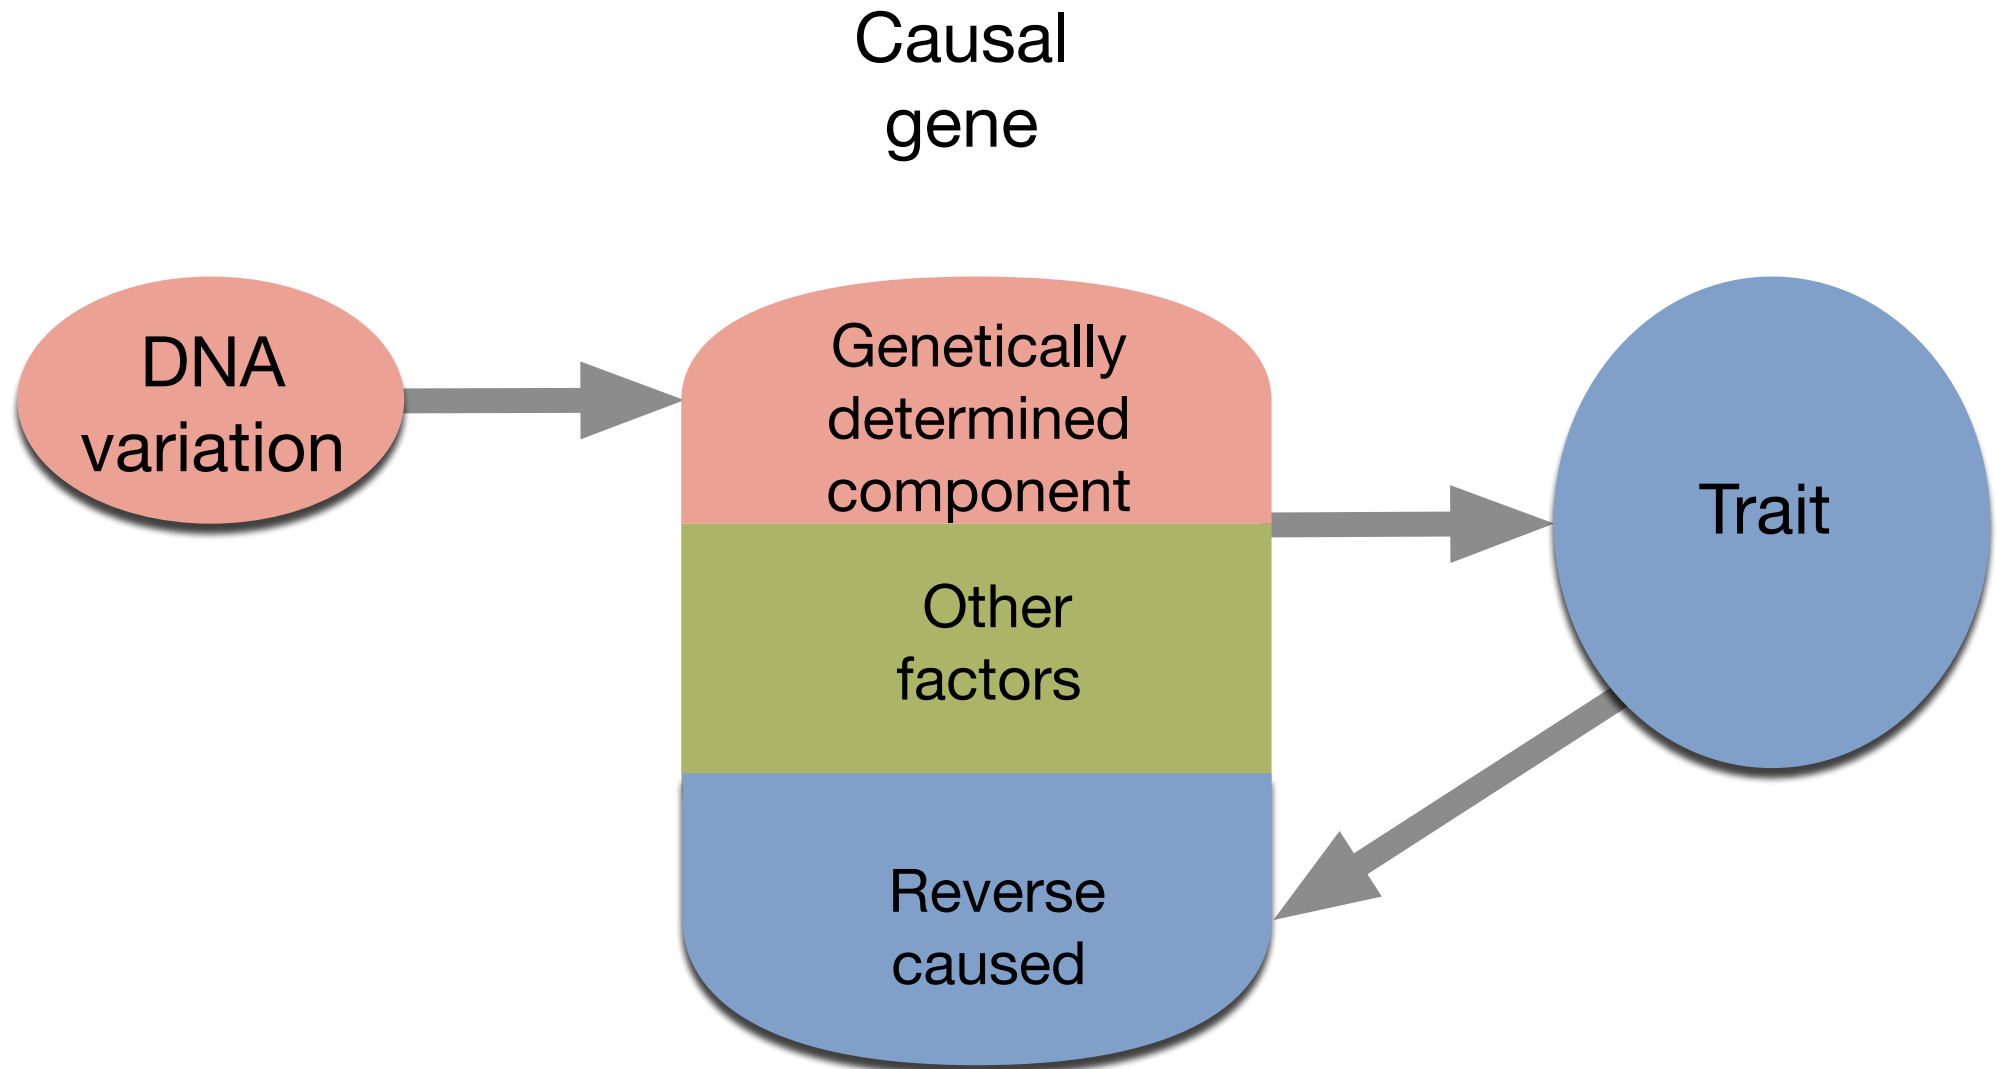 Causal
gene
DNA
variation
Genetically
determined
component
Other
factors
Reverse
caused
Trait